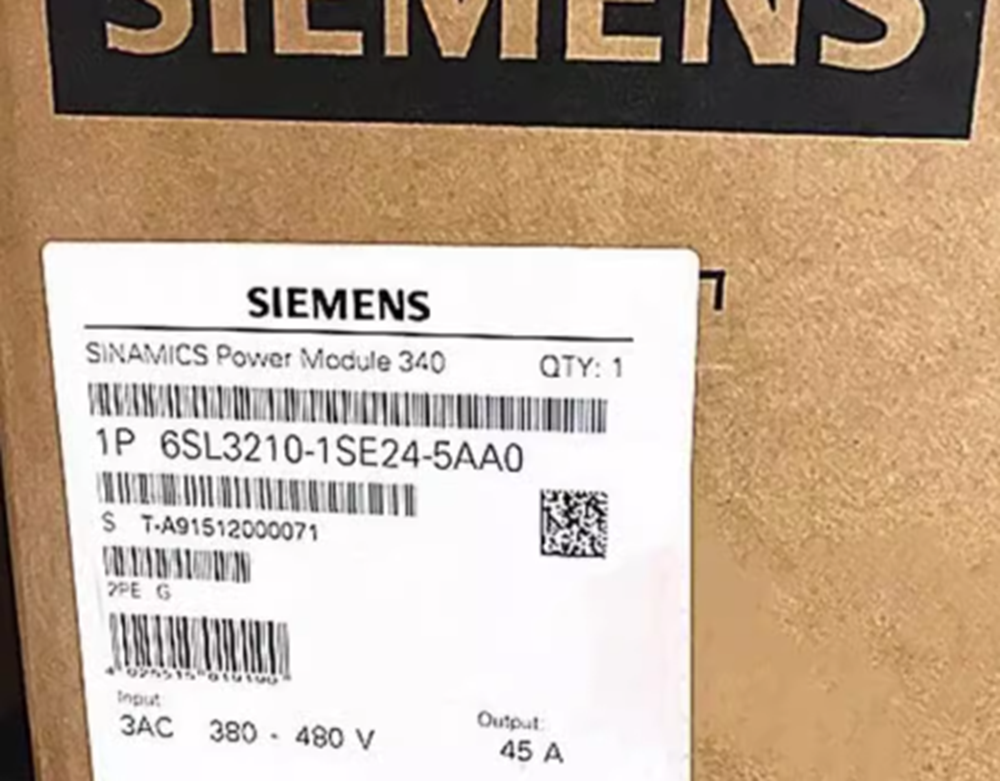 SIEMENS
SIEMENS
SINAMICS Power Module 340 QTY: 1
1P 6SL3210-1SE24-5AA0
S T-A91512000071
2PE G
Input:
3AC 380 - 480 V
Output:
45 A